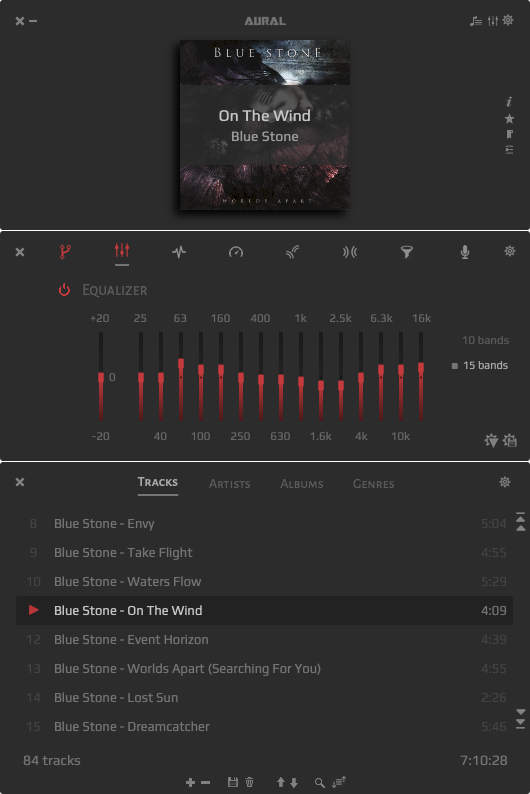 AURAL
BLUE STONE
On The Wind
Blue Stone
WORLDS APART
EQUALIZER
+20 25 63 160 400 1k 2.5k 6.3k 16k
10 bands
15 bands
0
-20 40 100 250 630 1.6k 4k 10k
TRACKS ARTISTS ALBUMS GENRES
8 Blue Stone - Envy 5:04
9 Blue Stone - Take Flight 4:55
10 Blue Stone - Waters Flow 5:29
Blue Stone - On The Wind 4:09
12 Blue Stone - Event Horizon 4:39
13 Blue Stone - Worlds Apart (Searching For You) 4:55
14 Blue Stone - Lost Sun 2:26
15 Blue Stone - Dreamcatcher 5:46
84 tracks 7:10:28